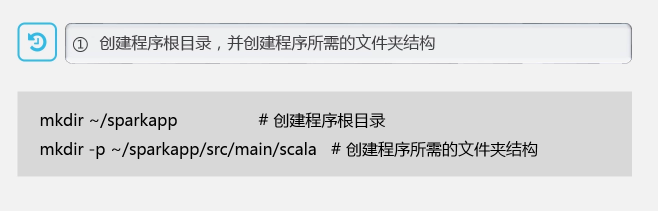 ① 创建程序根目录，并创建程序所需的文件夹结构
mkdir ~/sparkapp # 创建程序根目录
mkdir -p ~/sparkapp/src/main/scala # 创建程序所需的文件夹结构